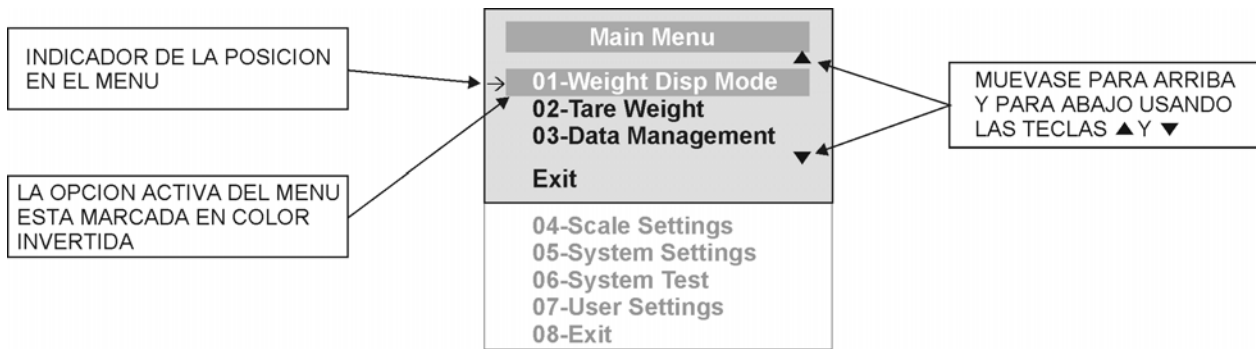 INDICADOR DE LA POSICION
EN EL MENU
LA OPCION ACTIVA DEL MENU
ESTA MARCADA EN COLOR
INVERTIDA
Main Menu
01-Weight Disp Mode
02-Tare Weight
03-Data Management
Exit
04-Scale Settings
05-System Settings
06-System Test
07-User Settings
08-Exit
MUEVASE PARA ARRIBA
Y PARA ABAJO USANDO
LAS TECLAS ▲ Y ▼